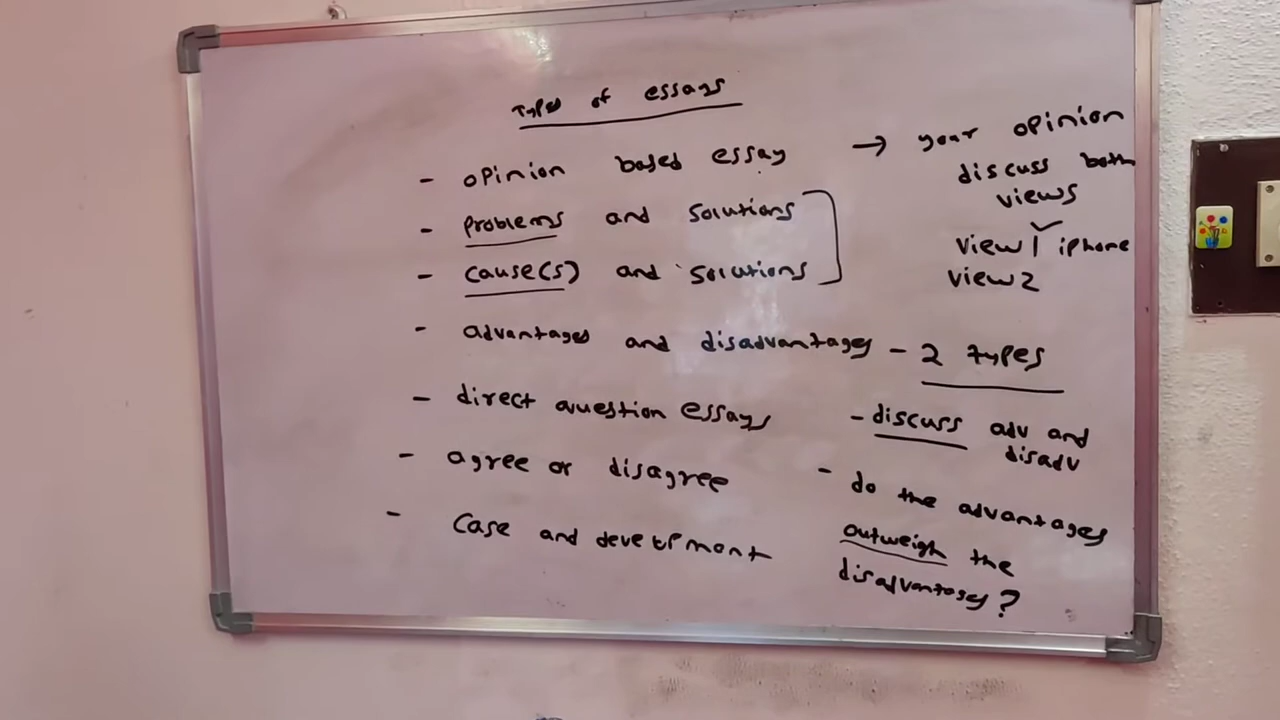 Types of essays
- opinion based essay → your opinion
discuss both
views
- problems and solutions
view 1 iphone
- cause(s) and solutions
view 2
- advantages and disadvantages - 2 types
- direct question essays
- discuss adv and
disadv
- agree or disagree
- do the advantages
outweigh the
disadvantages?
- case and develpment